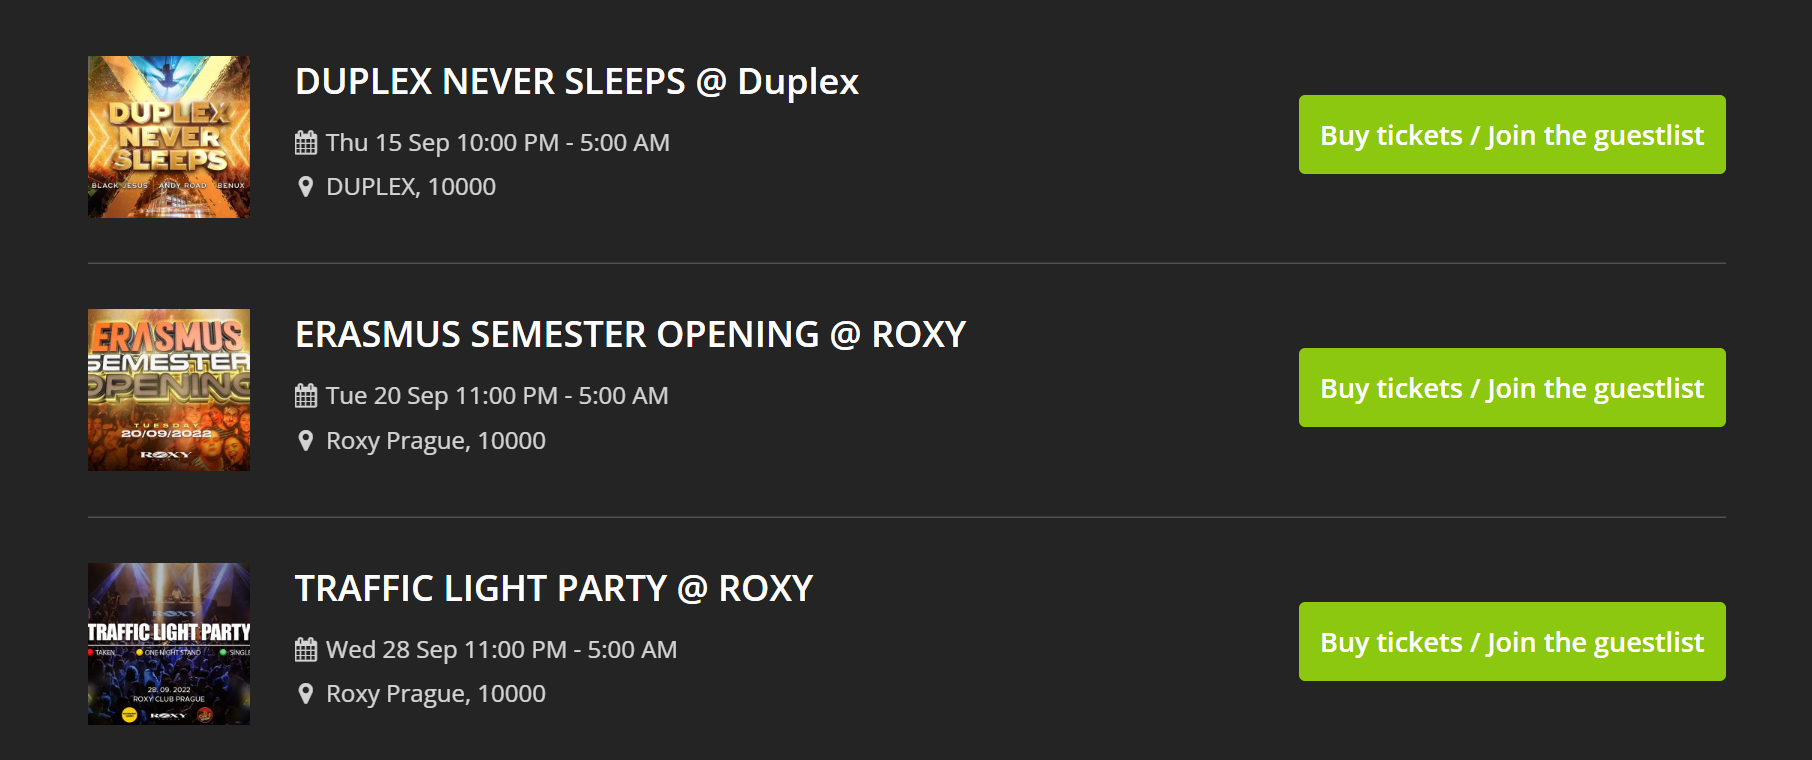 DUPLEX
NEVER
SLEEPS
BLACK JESUS ANDY ROAD BENUX
DUPLEX NEVER SLEEPS @ Duplex
Thu 15 Sep 10:00 PM - 5:00 AM
DUPLEX, 10000
Buy tickets / Join the guestlist
ERASMUS
SEMESTER
OPENING
TUESDAY
20/09/2022
ROXY
ERASMUS SEMESTER OPENING @ ROXY
Tue 20 Sep 11:00 PM - 5:00 AM
Roxy Prague, 10000
Buy tickets / Join the guestlist
ROXY
TRAFFIC LIGHT PARTY
TAKEN ONE NIGHT STAND SINGLE
28. 09. 2022
ROXY CLUB PRAGUE
ROXY
TRAFFIC LIGHT PARTY @ ROXY
Wed 28 Sep 11:00 PM - 5:00 AM
Roxy Prague, 10000
Buy tickets / Join the guestlist